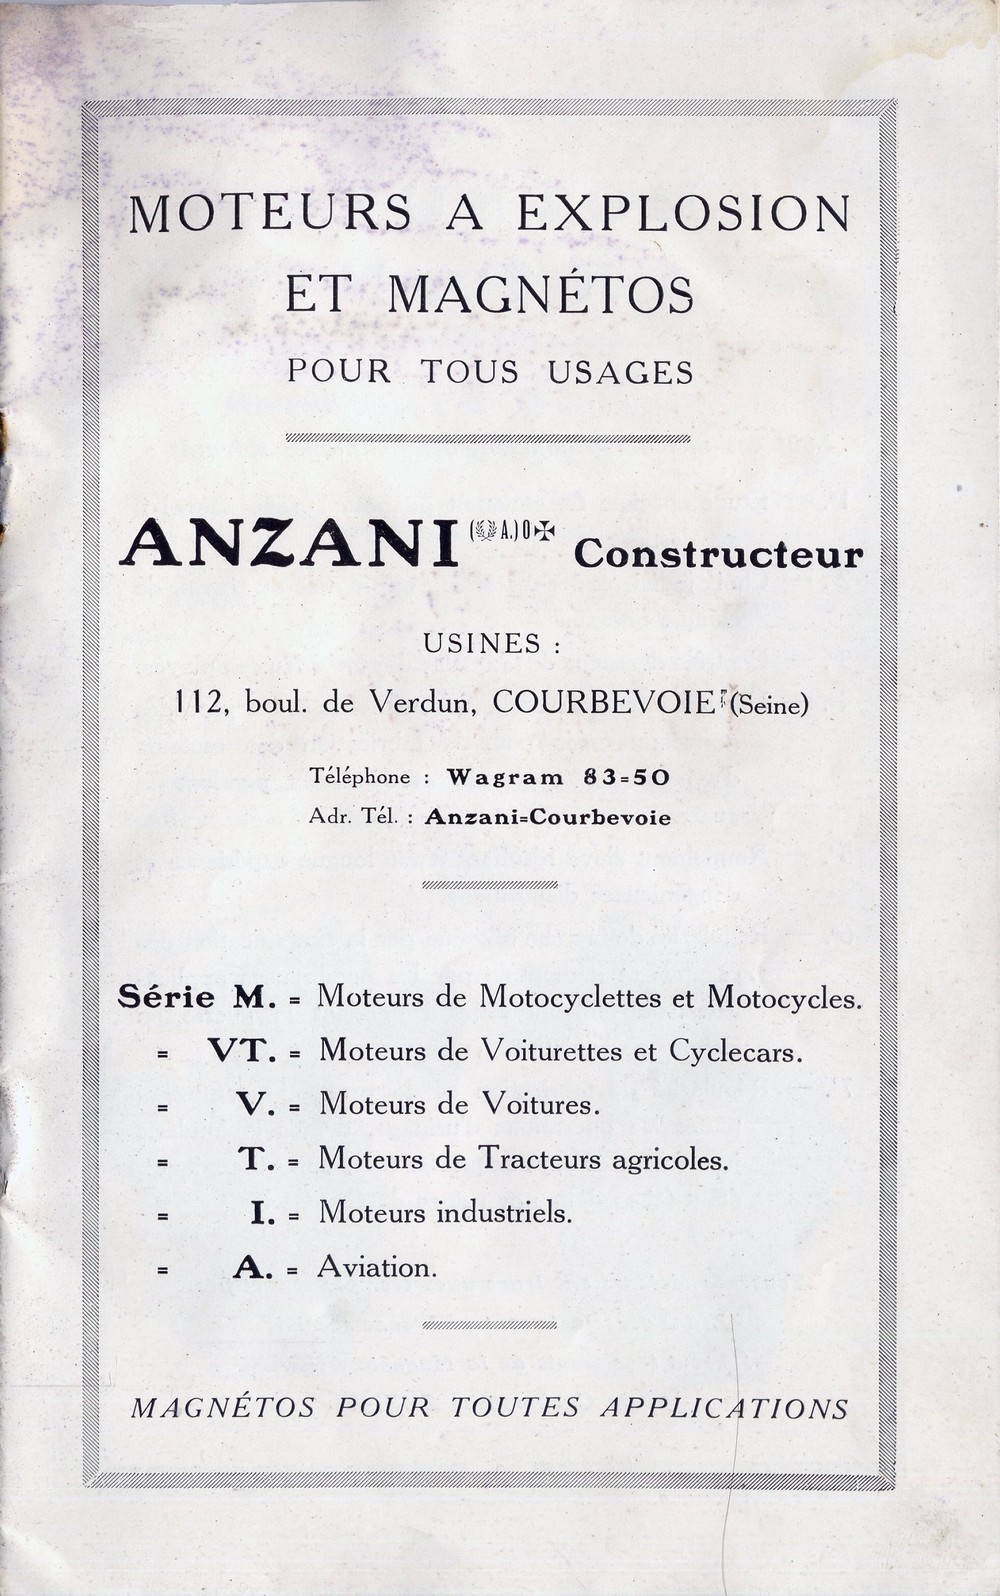 MOTEURS A EXPLOSION
ET MAGNÉTOS
POUR TOUS USAGES
ANZANI (A.) O Constructeur
USINES :
112, boul. de Verdun, COURBEVOIE (Seine)
Téléphone : Wagram 83=50
Adr. Tél. : Anzani=Courbevoie
Série M. = Moteurs de Motocyclettes et Motocycles.
= VT. = Moteurs de Voiturettes et Cyclecars.
= V. = Moteurs de Voitures.
= T. = Moteurs de Tracteurs agricoles.
= I. = Moteurs industriels.
= A. = Aviation.
MAGNÉTOS POUR TOUTES APPLICATIONS